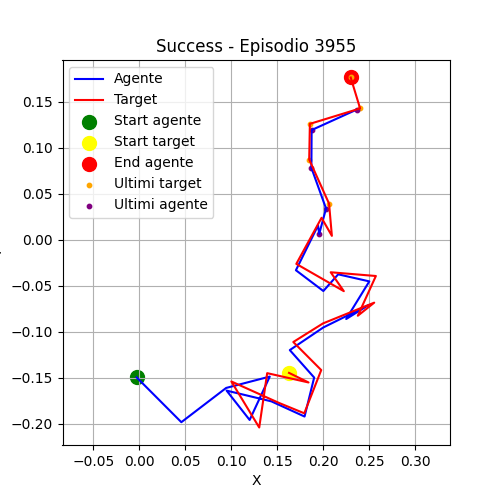 Success - Episodio 3955
Agente
Target
Start agente
Start target
End agente
Ultimi target
Ultimi agente
0.15
0.10
0.05
0.00
−0.05
−0.10
−0.15
−0.20
−0.05
0.00
0.05
0.10
0.15
0.20
0.25
0.30
X